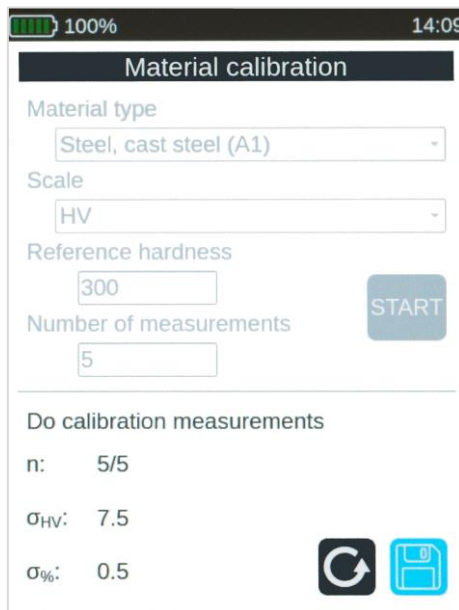 100% 14:09
Material calibration
Material type
Steel, cast steel (A1)
Scale
HV
Reference hardness
300
START
Number of measurements
5
Do calibration measurements
n: 5/5
σHV: 7.5
σ%: 0.5